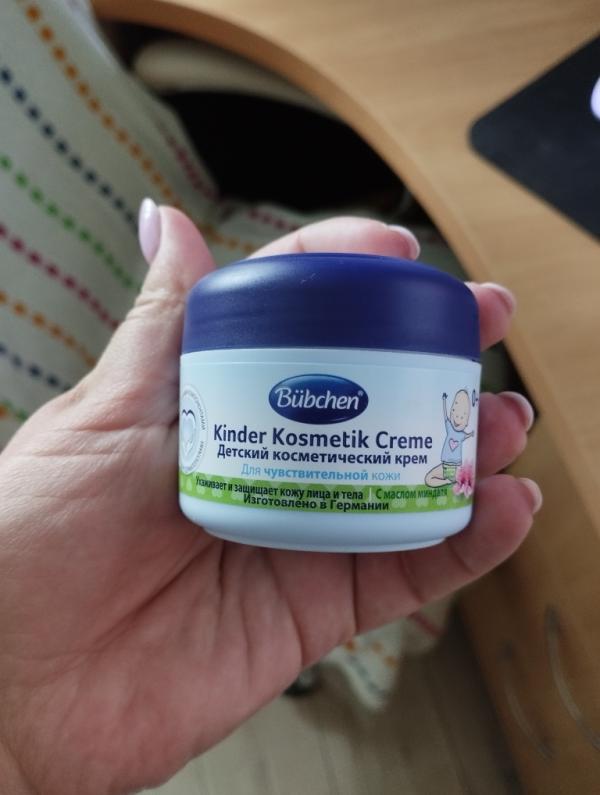 Bübchen®
Kinder Kosmetik Creme
Детский косметический крем
Для чувствительной кожи
Ухаживает и защищает кожу лица и тела | С маслом миндаля
Изготовлено в Германии